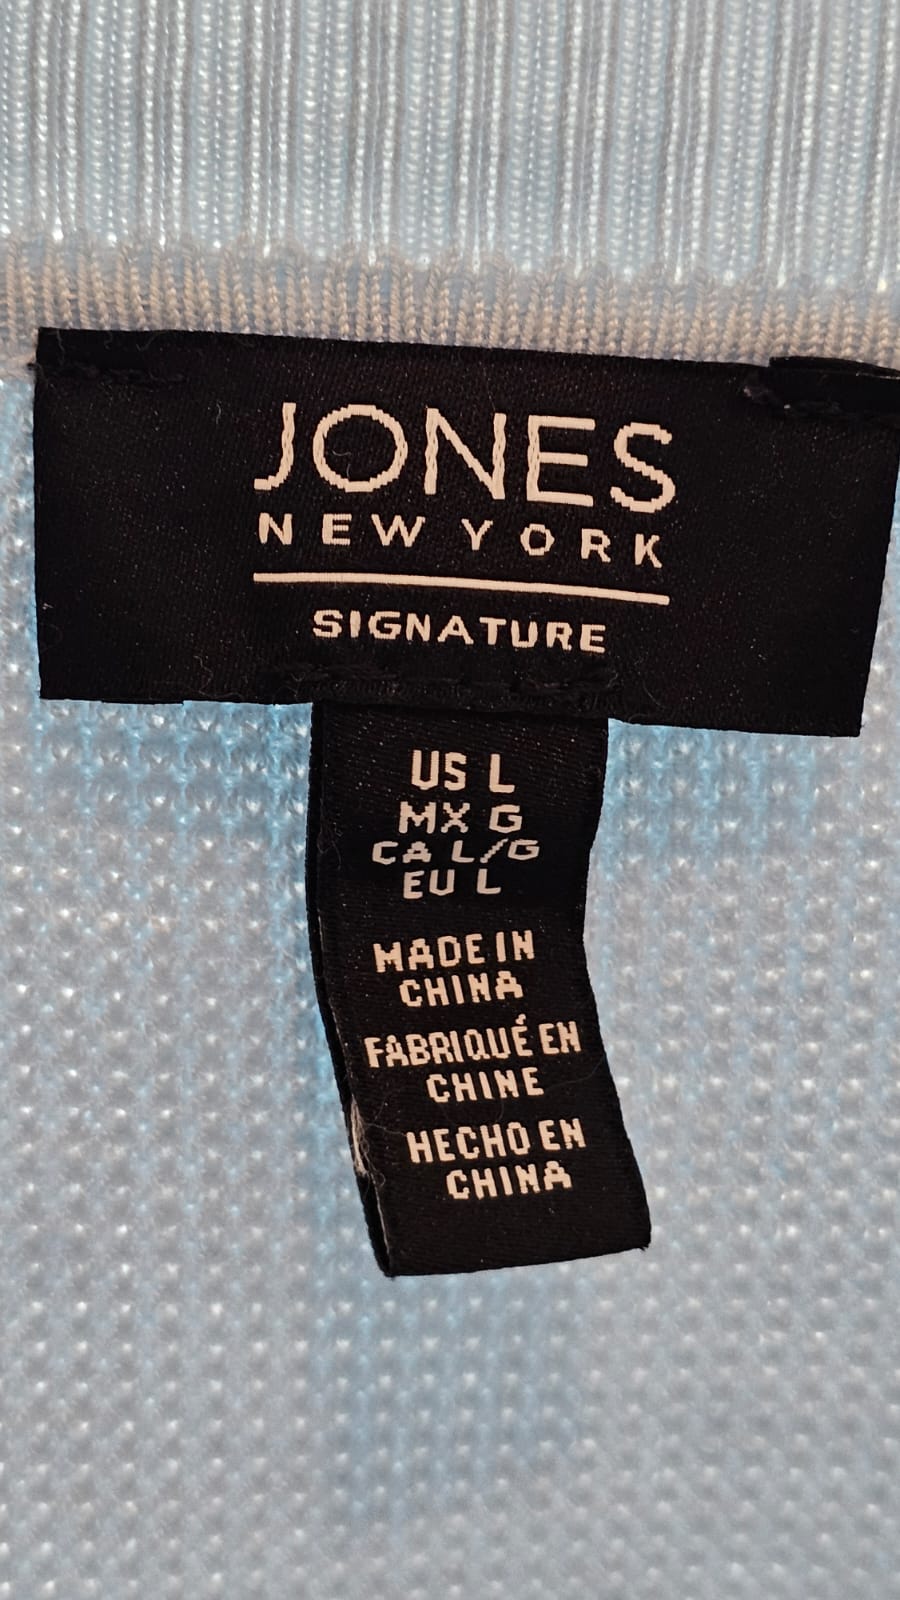 JONES
NEW YORK
SIGNATURE
US L
MX G
CA L/G
EU L
MADE IN
CHINA
FABRIQUÉ EN
CHINE
HECHO EN
CHINA